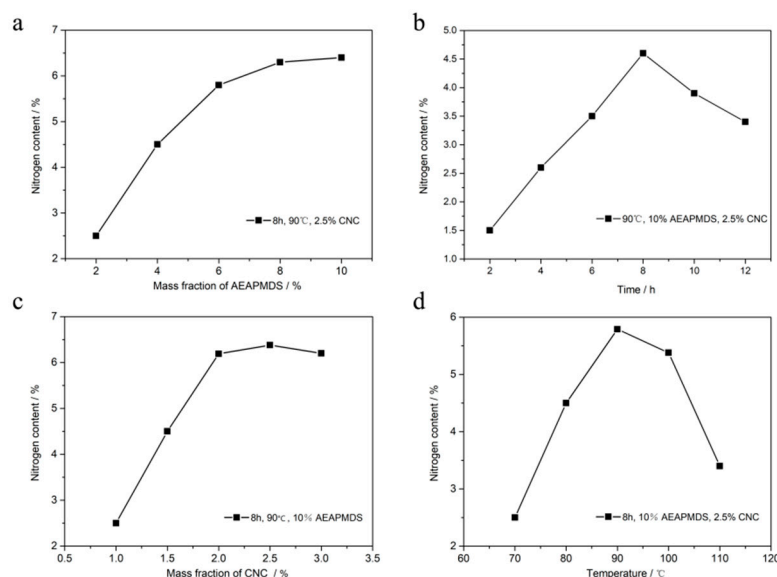 a
7
6
5
4
3
2
Nitrogen content / %
8h, 90℃, 2.5% CNC
2 4 6 8 10
Mass fraction of AEAPMDS / %
b
5.0
4.5
4.0
3.5
3.0
2.5
2.0
1.5
1.0
Nitrogen content / %
90℃, 10% AEAPMDS, 2.5% CNC
2 4 6 8 10 12
Time / h
c
7
6
5
4
3
2
Nitrogen content / %
8h, 90℃, 10% AEAPMDS
0.5 1.0 1.5 2.0 2.5 3.0 3.5
Mass fraction of CNC / %
d
8
6
5
4
3
2
Nitrogen content / %
8h, 10% AEAPMDS, 2.5% CNC
60 70 80 90 100 110 120
Temperature / ℃